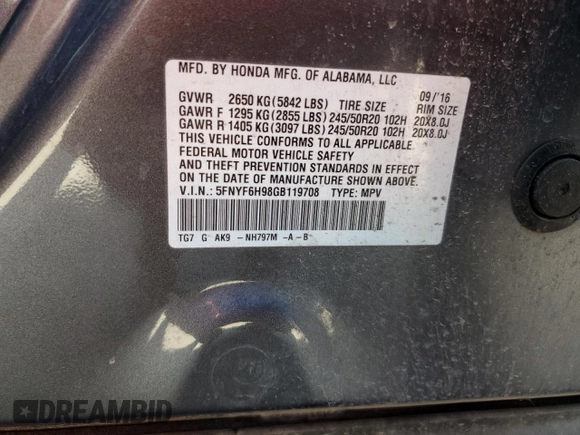 MFD. BY HONDA MFG. OF ALABAMA, LLC
09/'16
GVWR 2650 KG(5842 LBS) TIRE SIZE RIM SIZE
GAWR F 1295 KG(2855 LBS)245/50R20 102H 20X8.0J
GAWR R 1405 KG(3097 LBS)245/50R20 102H 20X8.0J
THIS VEHICLE CONFORMS TO ALL APPLICABLE
FEDERAL MOTOR VEHICLE SAFETY
AND THEFT PREVENTION STANDARDS IN EFFECT
ON THE DATE OF MANUFACTURE SHOWN
ABOVE.
V.I.N.: 5FNYF6H98GB119708 TYPE: MPV
TG7 G AK9 -NH797M -A-B
DREAMBID